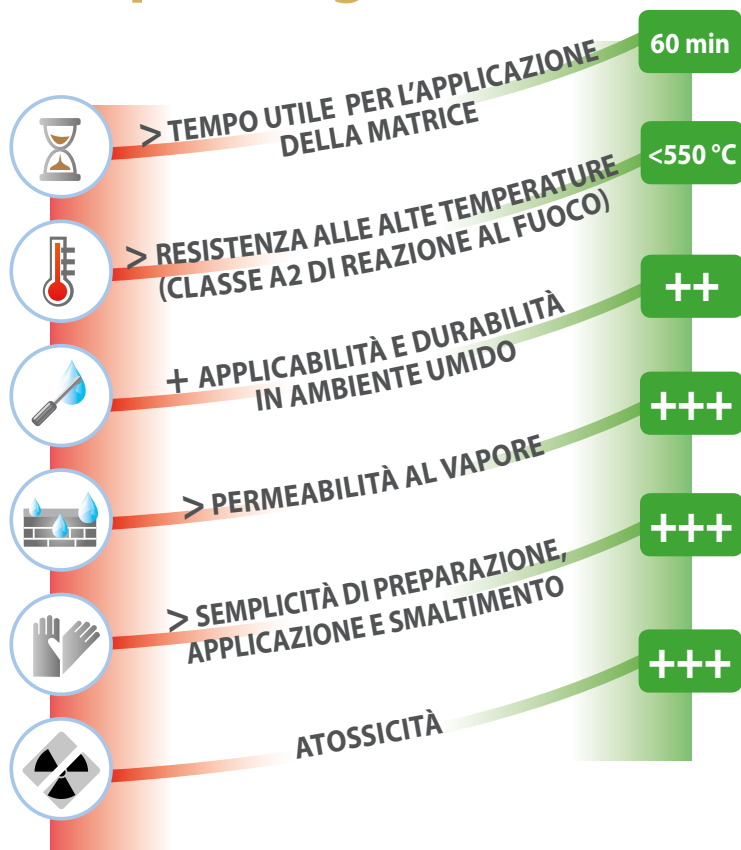 60 min
> TEMPO UTILE PER L'APPLICAZIONE
DELLA MATRICE
<550 °C
> RESISTENZA ALLE ALTE TEMPERATURE
(CLASSE A2 DI REAZIONE AL FUOCO)
++
+ APPLICABILITÀ E DURABILITÀ
IN AMBIENTE UMIDO
+++
> PERMEABILITÀ AL VAPORE
+++
> SEMPLICITÀ DI PREPARAZIONE,
APPLICAZIONE E SMALTIMENTO
+++
ATOSSICITÀ